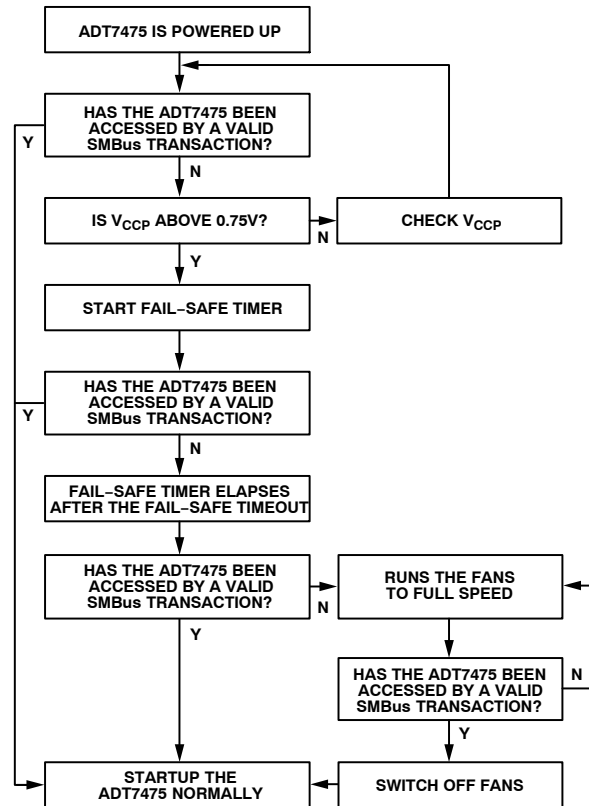 ADT7475 IS POWERED UP
HAS THE ADT7475 BEEN
ACCESSED BY A VALID
SMBus TRANSACTION?
Y
N
IS VCCP ABOVE 0.75V?
N
CHECK VCCP
Y
START FAIL–SAFE TIMER
HAS THE ADT7475 BEEN
ACCESSED BY A VALID
SMBus TRANSACTION?
Y
N
FAIL–SAFE TIMER ELAPSES
AFTER THE FAIL–SAFE TIMEOUT
HAS THE ADT7475 BEEN
ACCESSED BY A VALID
SMBus TRANSACTION?
N
Y
RUNS THE FANS
TO FULL SPEED
HAS THE ADT7475 BEEN
ACCESSED BY A VALID
SMBus TRANSACTION?
N
Y
STARTUP THE
ADT7475 NORMALLY
SWITCH OFF FANS